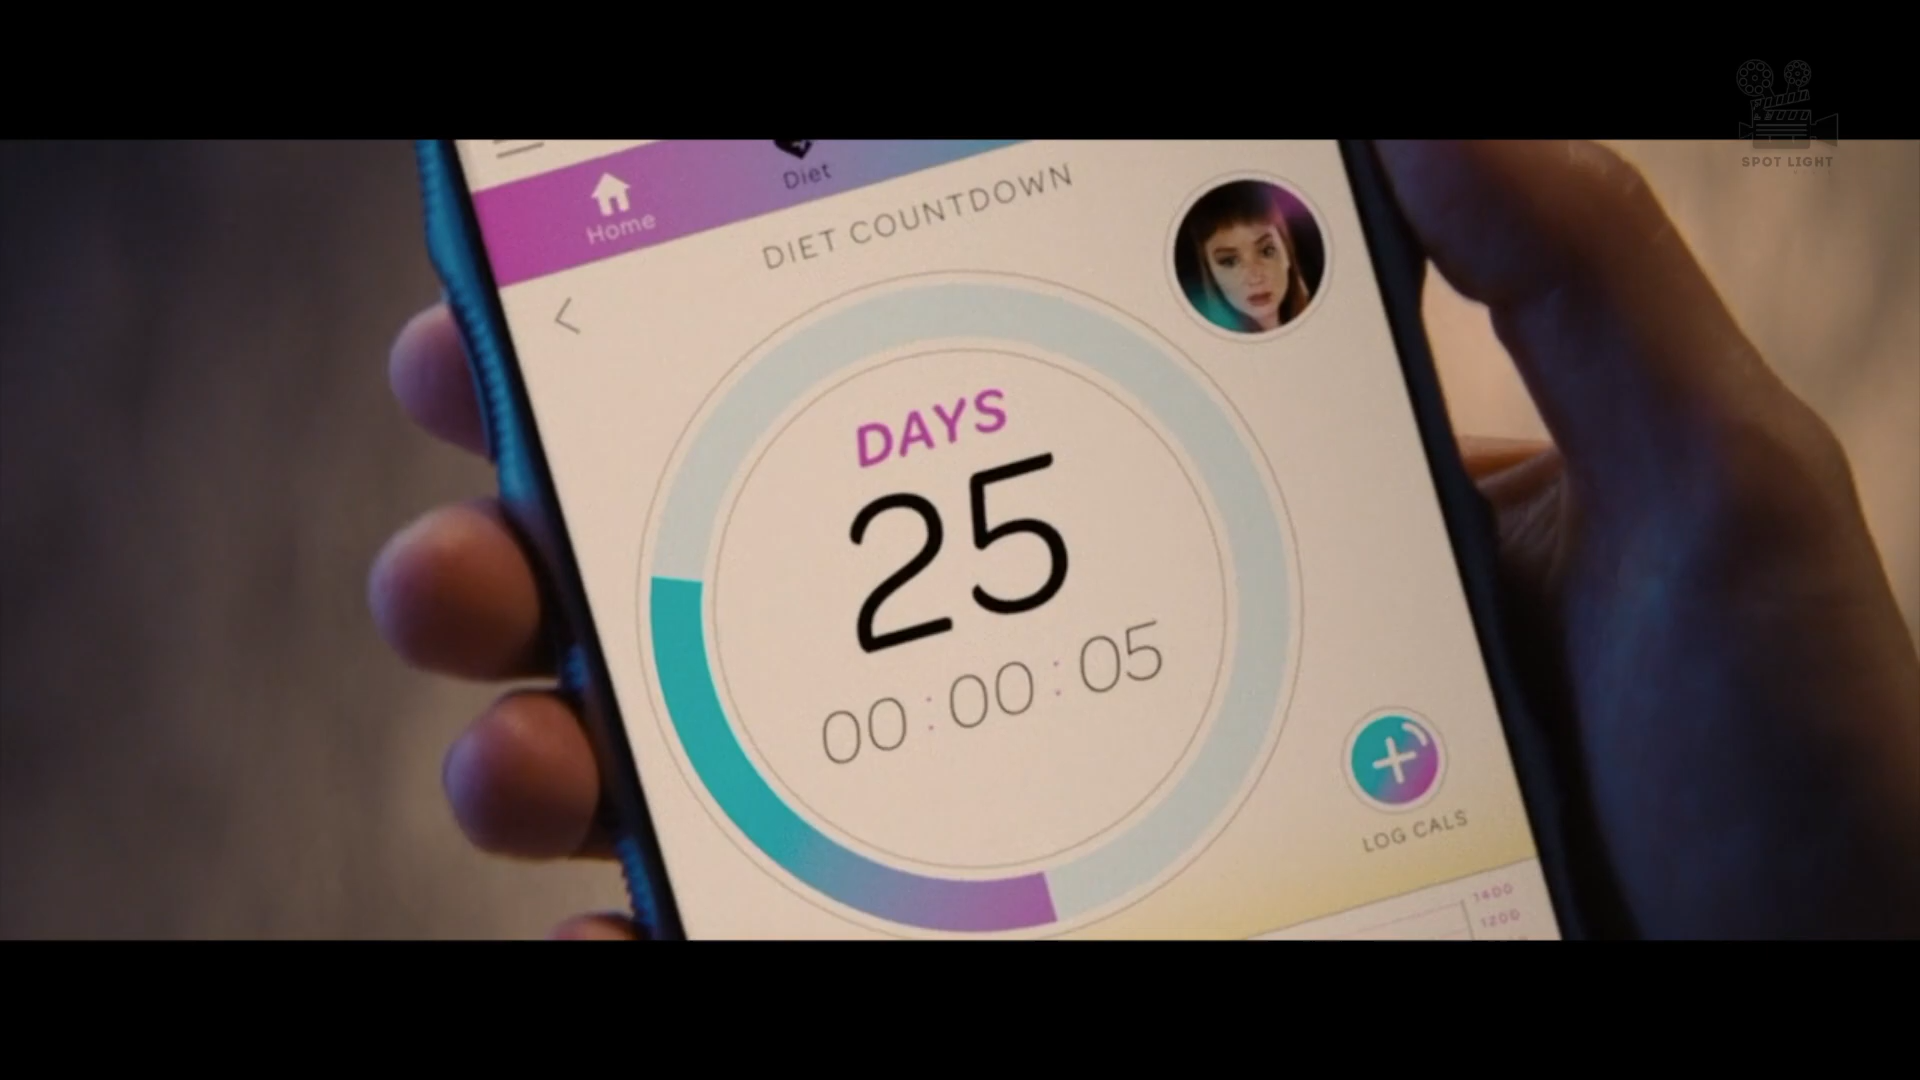 SPOT LIGHT
Diet
Home
DIET COUNTDOWN
DAYS
25
00:00:05
LOG CALS
1400
1200